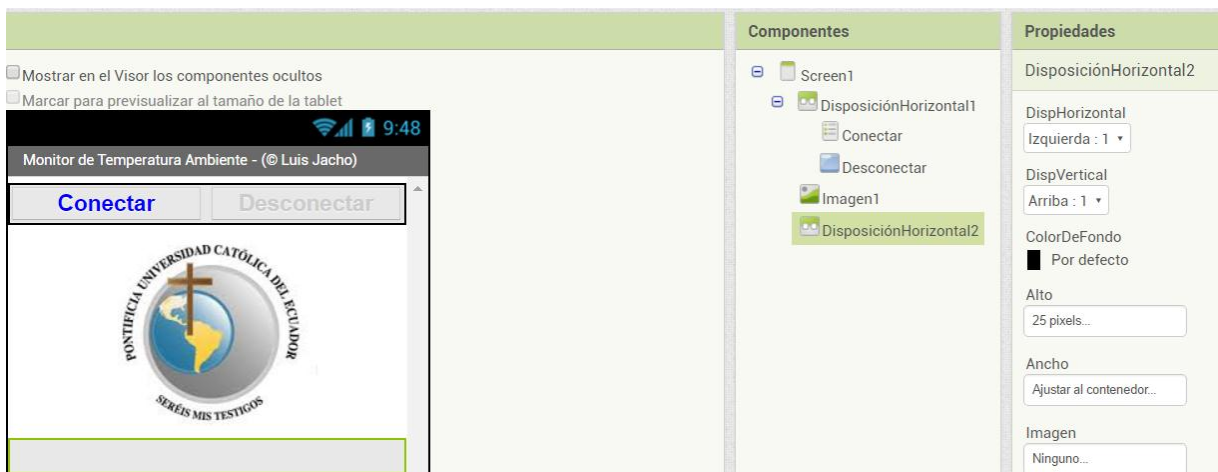 Mostrar en el Visor los componentes ocultos
Marcar para previsualizar al tamaño de la tablet
9:48
Monitor de Temperatura Ambiente - (© Luis Jacho)
Conectar
Desconectar
PONTIFICIA UNIVERSIDAD CATÓLICA DEL ECUADOR
SERÉIS MIS TESTIGOS
Componentes
Screen1
DisposiciónHorizontal1
Conectar
Desconectar
Imagen1
DisposiciónHorizontal2
Propiedades
DisposiciónHorizontal2
DispHorizontal
Izquierda : 1
DispVertical
Arriba : 1
ColorDeFondo
Por defecto
Alto
25 pixels...
Ancho
Ajustar al contenedor...
Imagen
Ninguno...